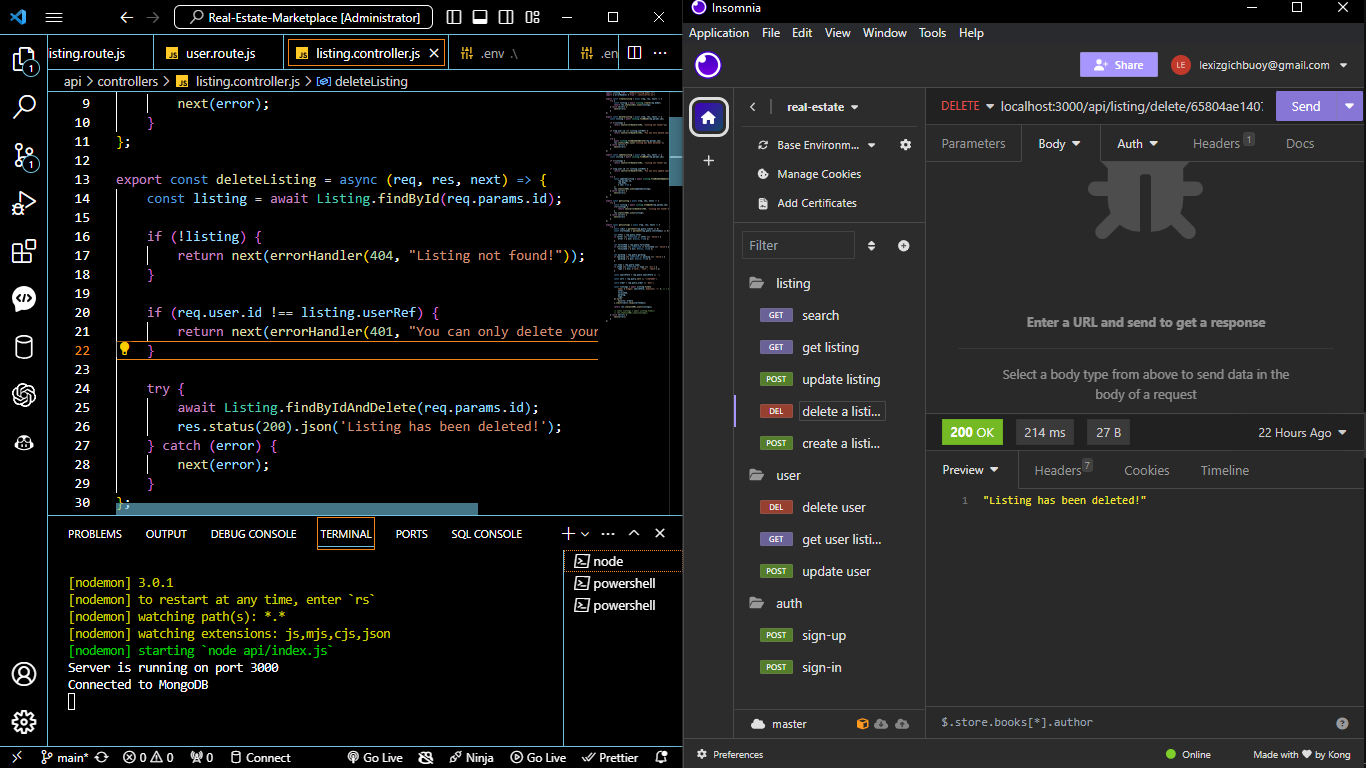 Real-Estate-Marketplace [Administrator]
listing.route.js
user.route.js
listing.controller.js
.env .\
.en
api > controllers > listing.controller.js > deleteListing
9 next(error);
10 }
11 };
12
13 export const deleteListing = async (req, res, next) => {
14 const listing = await Listing.findById(req.params.id);
15
16 if (!listing) {
17 return next(errorHandler(404, "Listing not found!"));
18 }
19
20 if (req.user.id !== listing.userRef) {
21 return next(errorHandler(401, "You can only delete your
22 }
23
24 try {
25 await Listing.findByIdAndDelete(req.params.id);
26 res.status(200).json('Listing has been deleted!');
27 } catch (error) {
28 next(error);
29 }
30 };
PROBLEMS OUTPUT DEBUG CONSOLE TERMINAL PORTS SQL CONSOLE
[nodemon] 3.0.1
[nodemon] to restart at any time, enter `rs`
[nodemon] watching path(s): *.*
[nodemon] watching extensions: js,mjs,cjs,json
[nodemon] starting `node api/index.js`
Server is running on port 3000
Connected to MongoDB
node
powershell
powershell
1
1
main* 0 0 0 Connect Go Live Ninja Go Live Prettier
Insomnia
Application File Edit View Window Tools Help
Share
LE lexizgichbuoy@gmail.com
real-estate
Base Environm...
Manage Cookies
Add Certificates
Filter
listing
GET search
GET get listing
POST update listing
DEL delete a listi...
POST create a listi...
user
DEL delete user
GET get user listi...
POST update user
auth
POST sign-up
POST sign-in
master
DELETE localhost:3000/api/listing/delete/65804ae1407 Send
Parameters Body Auth Headers 1 Docs
Enter a URL and send to get a response
Select a body type from above to send data in the
body of a request
200 OK 214 ms 27 B 22 Hours Ago
Preview Headers 7 Cookies Timeline
1 "Listing has been deleted!"
$.store.books[*].author
Preferences
Online Made with ♥ by Kong